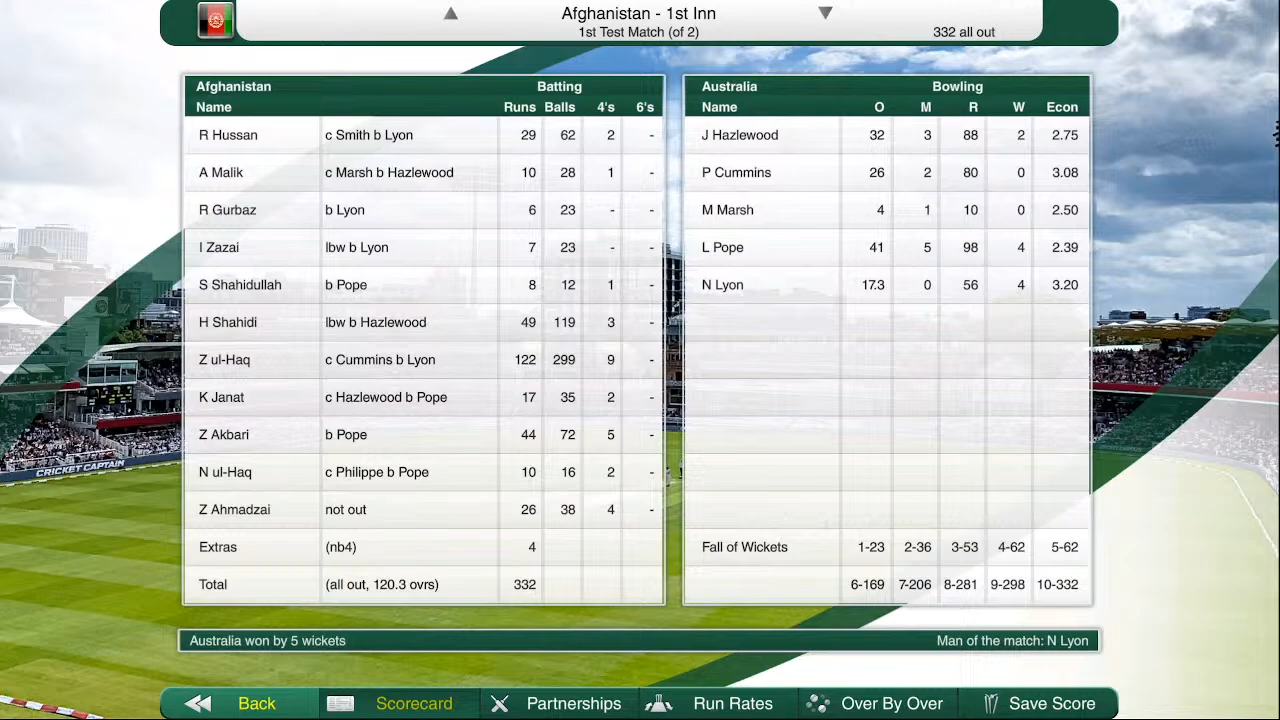 Afghanistan - 1st Inn
1st Test Match (of 2) 332 all out
Afghanistan Batting
Name Runs Balls 4's 6's
R Hussan c Smith b Lyon 29 62 2 -
A Malik c Marsh b Hazlewood 10 28 1 -
R Gurbaz b Lyon 6 23 - -
I Zazai lbw b Lyon 7 23 - -
S Shahidullah b Pope 8 12 1 -
H Shahidi lbw b Hazlewood 49 119 3 -
Z ul-Haq c Cummins b Lyon 122 299 9 -
K Janat c Hazlewood b Pope 17 35 2 -
Z Akbari b Pope 44 72 5 -
N ul-Haq c Philippe b Pope 10 16 2 -
Z Ahmadzai not out 26 38 4 -
Extras (nb4) 4
Total (all out, 120.3 ovrs) 332
Australia Bowling
Name O M R W Econ
J Hazlewood 32 3 88 2 2.75
P Cummins 26 2 80 0 3.08
M Marsh 4 1 10 0 2.50
L Pope 41 5 98 4 2.39
N Lyon 17.3 0 56 4 3.20
Fall of Wickets 1-23 2-36 3-53 4-62 5-62
6-169 7-206 8-281 9-298 10-332
CRICKET CAPTAIN
Australia won by 5 wickets Man of the match: N Lyon
Back Scorecard Partnerships Run Rates Over By Over Save Score